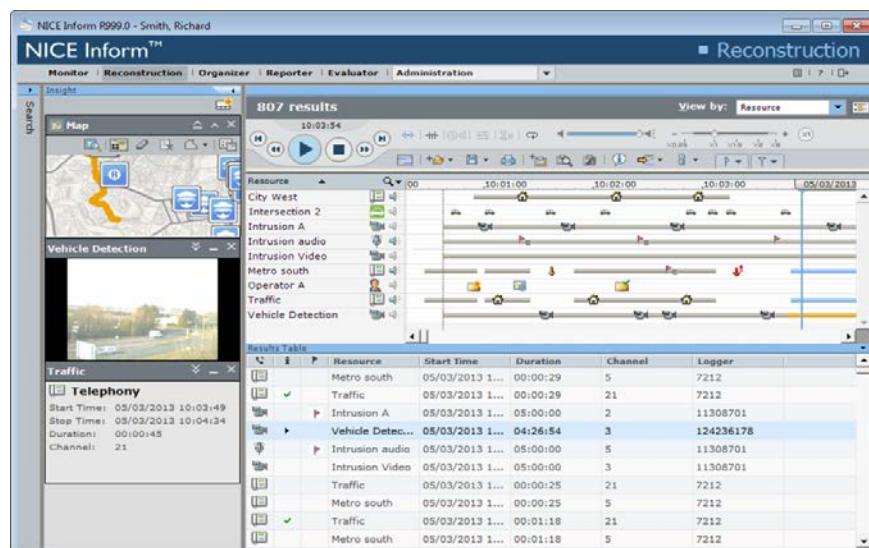 NICE Inform R999.0 - Smith, Richard
NICE Inform™
Reconstruction
Monitor Reconstruction Organizer Reporter Evaluator Administration
Search
Insight
Map
Vehicle Detection
Traffic
Telephony
Start Time: 05/03/2013 10:03:49
Stop Time: 05/03/2013 10:04:34
Duration: 00:00:45
Channel: 21
807 results
View by: Resource
10:03:54
Resource :00 10:01:00 10:02:00 10:03:00 05/03/2013
City West
Intersection 2
Intrusion A
Intrusion audio
Intrusion Video
Metro south
Operator A
Traffic
Vehicle Detection
Results Table
Resource Start Time Duration Channel Logger
Metro south 05/03/2013 1... 00:00:29 5 7212
Traffic 05/03/2013 1... 00:00:29 21 7212
Intrusion A 05/03/2013 1... 05:00:00 2 11308701
Vehicle Detec... 05/03/2013 1... 04:26:54 3 124236178
Intrusion audio 05/03/2013 1... 05:00:00 5 11308701
Intrusion Video 05/03/2013 1... 05:00:00 3 11308701
Traffic 05/03/2013 1... 00:00:25 21 7212
Metro south 05/03/2013 1... 00:00:25 5 7212
Traffic 05/03/2013 1... 00:01:18 21 7212
Metro south 05/03/2013 1... 00:01:18 5 7212